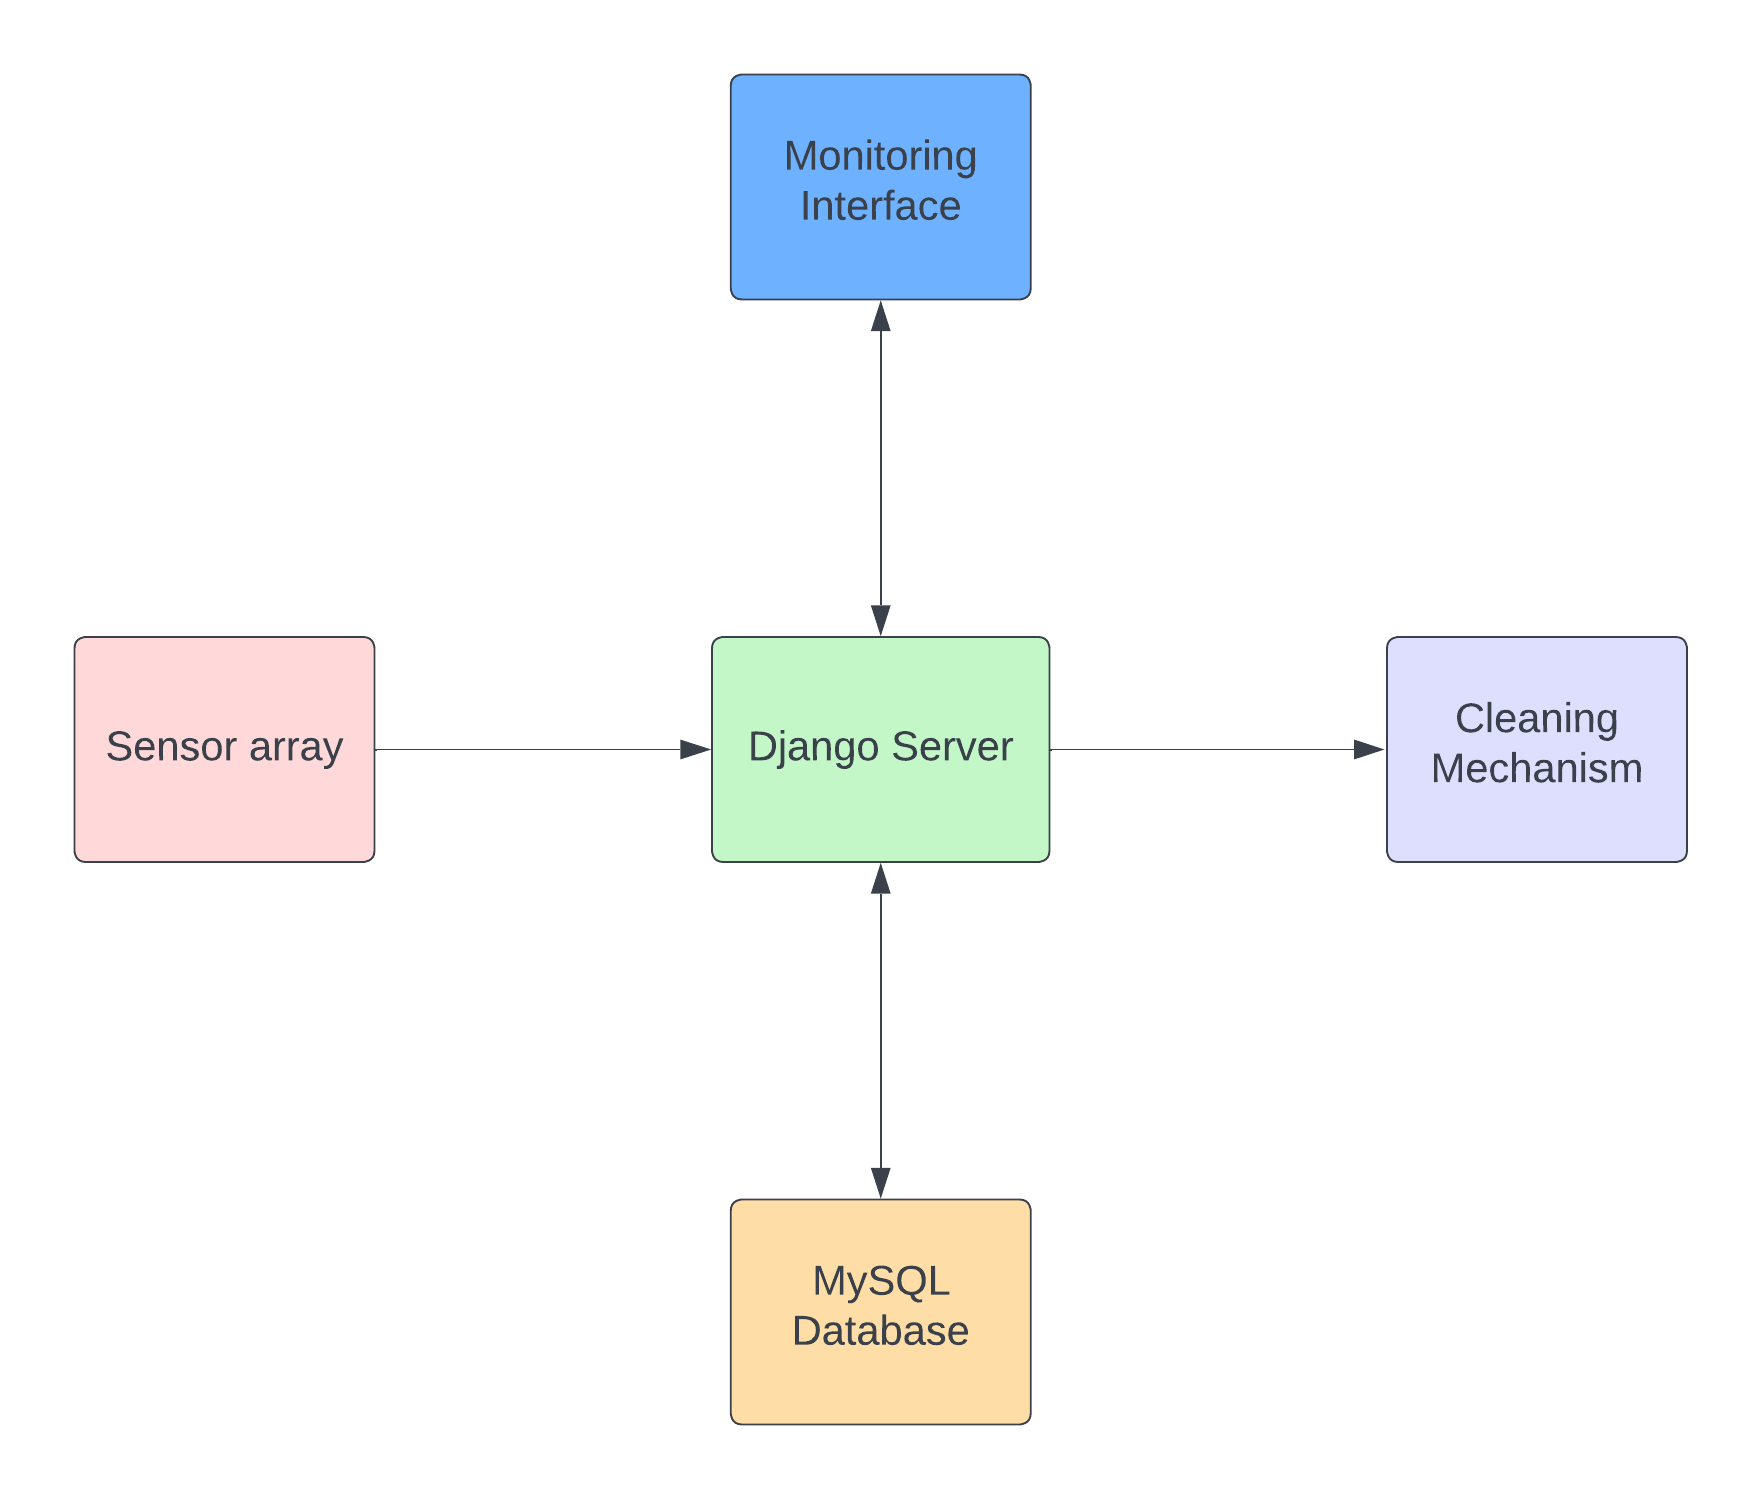 Monitoring
Interface
Sensor array
Django Server
Cleaning
Mechanism
MySQL
Database